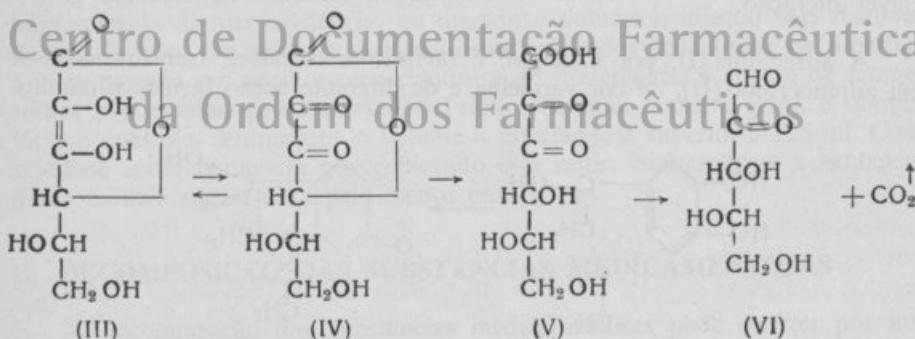 Centro de Documentação Farmacêutica
da Ordem dos Farmacêuticos
O O COOH CHO
C C C=O C=O
C-OH C=O C=O HCOH
C-OH O C=O O HCOH HOCH + CO₂ ↑
HC ⇄ HC → HOCH → CH₂OH
HOCH HOCH CH₂OH
CH₂OH CH₂OH
(III) (IV) (V) (VI)